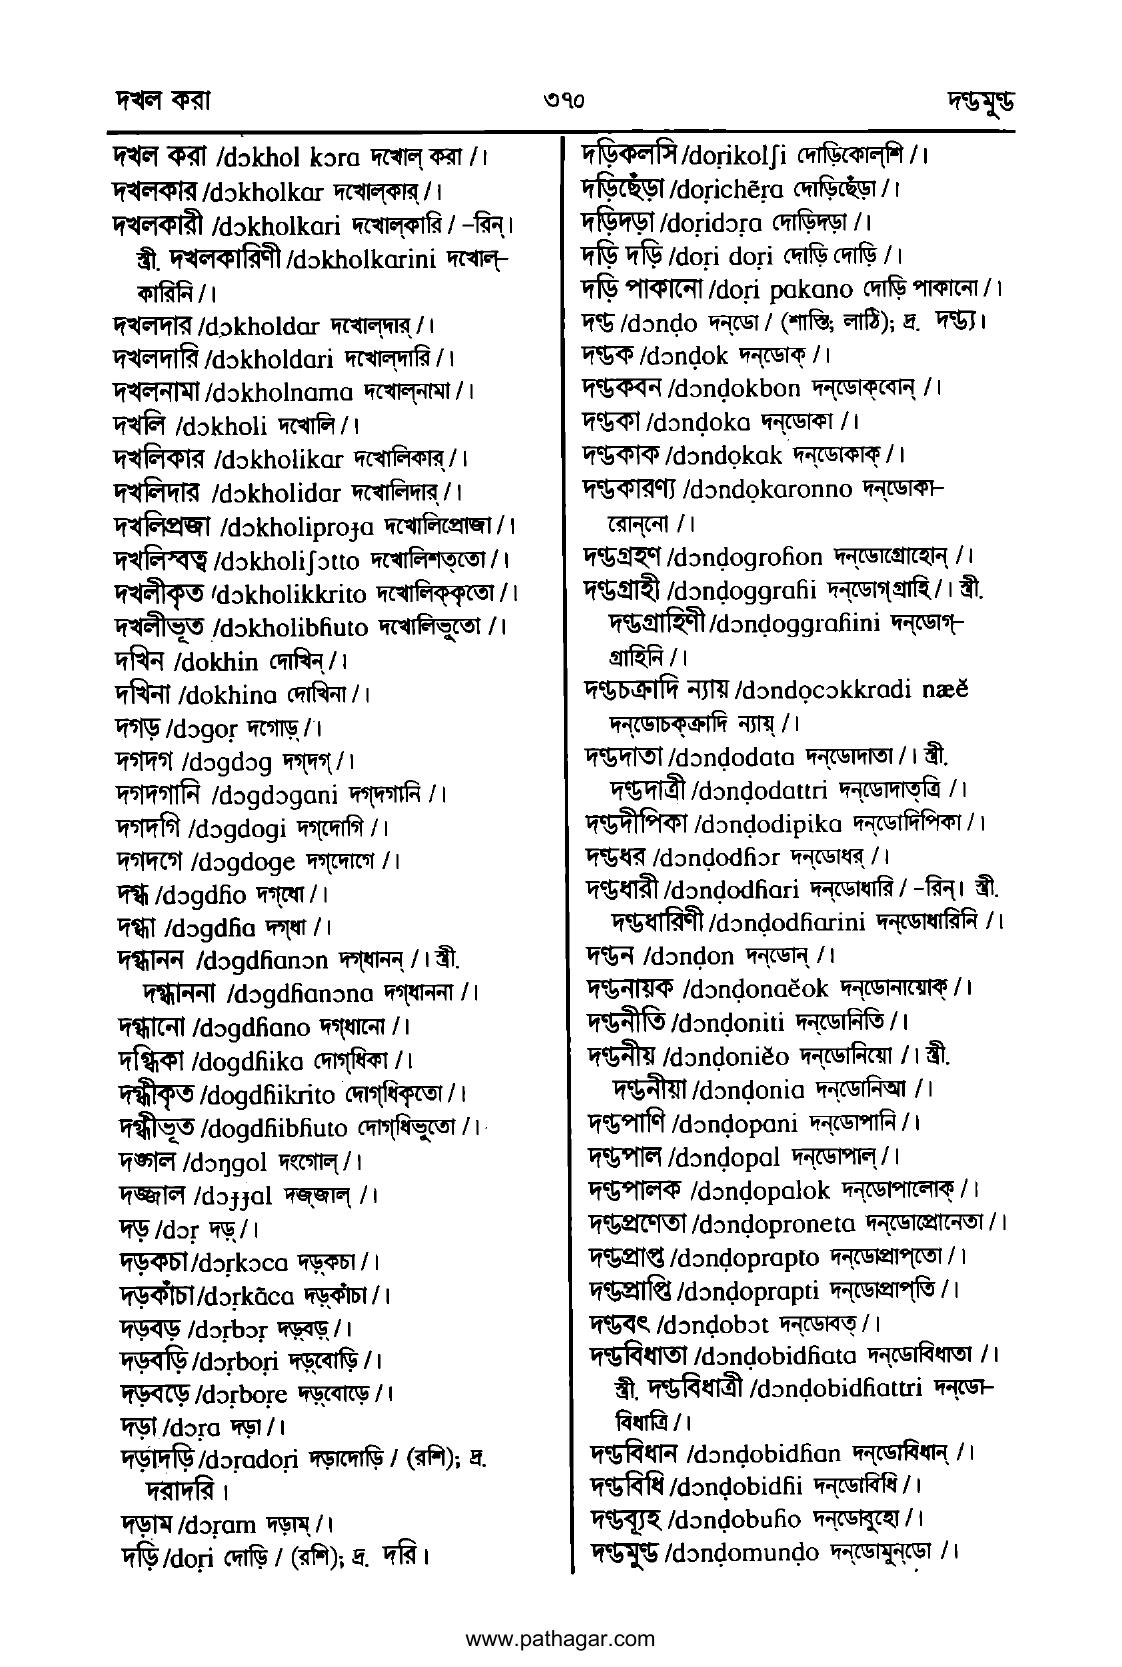 দখল করা ৩৭০ দণ্ডমুণ্ড
দখল করা /dɔkhol kɔra দখোল্ করা /।
দখলকার /dɔkholkar দখোল্‌কার্ /।
দখলকারী /dɔkholkari দখোল্‌কারি / –রিন্।
স্ত্রী. দখলকারিণী /dɔkholkarini দখোল্‌–
কারিনি /।
দখলদার /dɔkholdar দখোল্‌দার্ /।
দখলদারি /dɔkholdari দখোল্‌দারি /।
দখলনামা /dɔkholnama দখোল্‌নামা /।
দখলি /dɔkholi দখোলি /।
দখলিকার /dɔkholikar দখোলিকার্ /।
দখলিদার /dɔkholidar দখোলিদার্ /।
দখলিপ্রজা /dɔkholiproɟa দখোলিপ্রোজা /।
দখলিস্বত্ব /dɔkholiʃɔtto দখোলিশত্‌তো /।
দখলীকৃত /dɔkholikkrito দখোলিক্‌কৃতো /।
দখলীভূত /dɔkholibɦuto দখোলিভুতো /।
দখিন /dokhin দোখিন্ /।
দখিনা /dokhina দোখিনা /।
দগড় /dɔgoṛ দগোড়্ /।
দগদগ /dɔgdɔg দগ্‌দগ্ /।
দগদগানি /dɔgdɔgani দগ্‌দগানি /।
দগদগি /dɔgdogi দগ্‌দোগি /।
দগদগে /dɔgdoge দগ্‌দোগে /।
দগ্ধ /dɔgdɦo দগ্‌ধো /।
দগ্ধা /dɔgdɦa দগ্‌ধা /।
দগ্ধানন /dɔgdɦanɔn দগ্‌ধানন্ /। স্ত্রী.
দগ্ধাননা /dɔgdɦanɔna দগ্‌ধাননা /।
দগ্ধানো /dɔgdɦano দগ্‌ধানো /।
দগ্ধিকা /dogdɦika দোগ্‌ধিকা /।
দগ্ধীকৃত /dogdɦikrito দোগ্‌ধিকৃতো /।
দগ্ধীভূত /dogdɦibɦuto দোগ্‌ধিভুতো /।
দঙ্গল /dɔŋgol দংগোল্ /।
দজ্জাল /dɔɟɟal দজ্‌জাল্ /।
দড় /dɔṛ দড়্ /।
দড়কচা /dɔṛkɔca দড়্‌কচা /।
দড়কাঁচা /dɔṛkãca দড়্‌কাঁচা /।
দড়বড় /dɔṛbɔṛ দড়্‌বড়্ /।
দড়বড়ি /dɔṛboṛi দড়্‌বোড়ি /।
দড়বড়ে /dɔṛboṛe দড়্‌বোড়ে /।
দড়া /dɔṛa দড়া /।
দড়াদড়ি /dɔṛadoṛi দড়াদোড়ি / (রশি); দ্র.
দরাদরি ।
দড়াম /dɔṛam দড়াম্ /।
দড়ি /doṛi দোড়ি / (রশি); দ্র. দরি ।
দড়িকলসি /doṛikolʃi দোড়িকোল্‌শি /।
দড়িছেঁড়া /doṛichẽṛa দোড়িছেঁড়া /।
দড়িদড়া /doṛidɔṛa দোড়িদড়া /।
দড়ি দড়ি /doṛi doṛi দোড়ি দোড়ি /।
দড়ি পাকানো /doṛi pakano দোড়ি পাকানো /।
দণ্ড /dɔnḍo দন্‌ডো / (শাস্তি; লাঠি); দ্র. দণ্ড্য।
দণ্ডক /dɔnḍok দন্‌ডোক্ /।
দণ্ডকবন /dɔnḍokbon দন্‌ডোক্‌বোন্ /।
দণ্ডকা /dɔnḍoka দন্‌ডোকা /।
দণ্ডকাক /dɔnḍokak দন্‌ডোকাক্ /।
দণ্ডকারণ্য /dɔnḍokaronno দন্‌ডোকা–
রোন্‌নো /।
দণ্ডগ্রহণ /dɔnḍogroɦon দন্‌ডোগ্রোহোন্ /।
দণ্ডগ্রাহী /dɔnḍoggraɦi দন্‌ডোগ্‌গ্রাহি /। স্ত্রী.
দণ্ডগ্রাহিণী /dɔnḍoggraɦini দন্‌ডোগ্‌–
গ্রাহিনি /।
দণ্ডচক্রাদি ন্যায় /dɔnḍocɔkkradi næĕ
দন্‌ডোচক্‌ক্রাদি ন্যায়্ /।
দণ্ডদাতা /dɔnḍodata দন্‌ডোদাতা /। স্ত্রী.
দণ্ডদাত্রী /dɔnḍodattri দন্‌ডোদাত্‌ত্রি /।
দণ্ডদীপিকা /dɔnḍodipika দন্‌ডোদিপিকা /।
দণ্ডধর /dɔnḍodɦɔr দন্‌ডোধর্ /।
দণ্ডধারী /dɔnḍodɦari দন্‌ডোধারি / –রিন্। স্ত্রী.
দণ্ডধারিণী /dɔnḍodɦarini দন্‌ডোধারিনি /।
দণ্ডন /dɔnḍon দন্‌ডোন্ /।
দণ্ডনায়ক /dɔnḍonaĕok দন্‌ডোনায়োক্ /।
দণ্ডনীতি /dɔnḍoniti দন্‌ডোনিতি /।
দণ্ডনীয় /dɔnḍoniĕo দন্‌ডোনিয়ো /। স্ত্রী.
দণ্ডনীয়া /dɔnḍonia দন্‌ডোনিআ /।
দণ্ডপাণি /dɔnḍopani দন্‌ডোপানি /।
দণ্ডপাল /dɔnḍopal দন্‌ডোপাল্ /।
দণ্ডপালক /dɔnḍopalok দন্‌ডোপালোক্ /।
দণ্ডপ্রণেতা /dɔnḍoproneta দন্‌ডোপ্রোনেতা /।
দণ্ডপ্রাপ্ত /dɔnḍoprapto দন্‌ডোপ্রাপ্‌তো /।
দণ্ডপ্রাপ্তি /dɔnḍoprapti দন্‌ডোপ্রাপ্‌তি /।
দণ্ডবৎ /dɔnḍobɔt দন্‌ডোবত্ /।
দণ্ডবিধাতা /dɔnḍobidɦata দন্‌ডোবিধাতা /।
স্ত্রী. দণ্ডবিধাত্রী /dɔnḍobidɦattri দন্‌ডো–
বিধাত্রি /।
দণ্ডবিধান /dɔnḍobidɦan দন্‌ডোবিধান্ /।
দণ্ডবিধি /dɔnḍobidɦi দন্‌ডোবিধি /।
দণ্ডব্যূহ /dɔnḍobuɦo দন্‌ডোবুহো /।
দণ্ডমুণ্ড /dɔnḍomunḍo দন্‌ডোমুন্‌ডো /।
www.pathagar.com